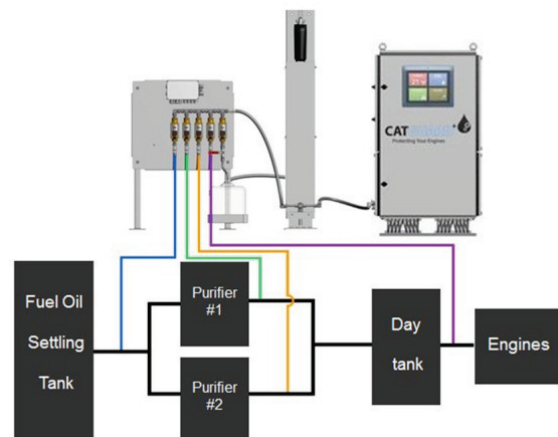 CAT
Protecting Your Engines
Fuel Oil
Settling
Tank
Purifier
#1
Purifier
#2
Day
tank
Engines